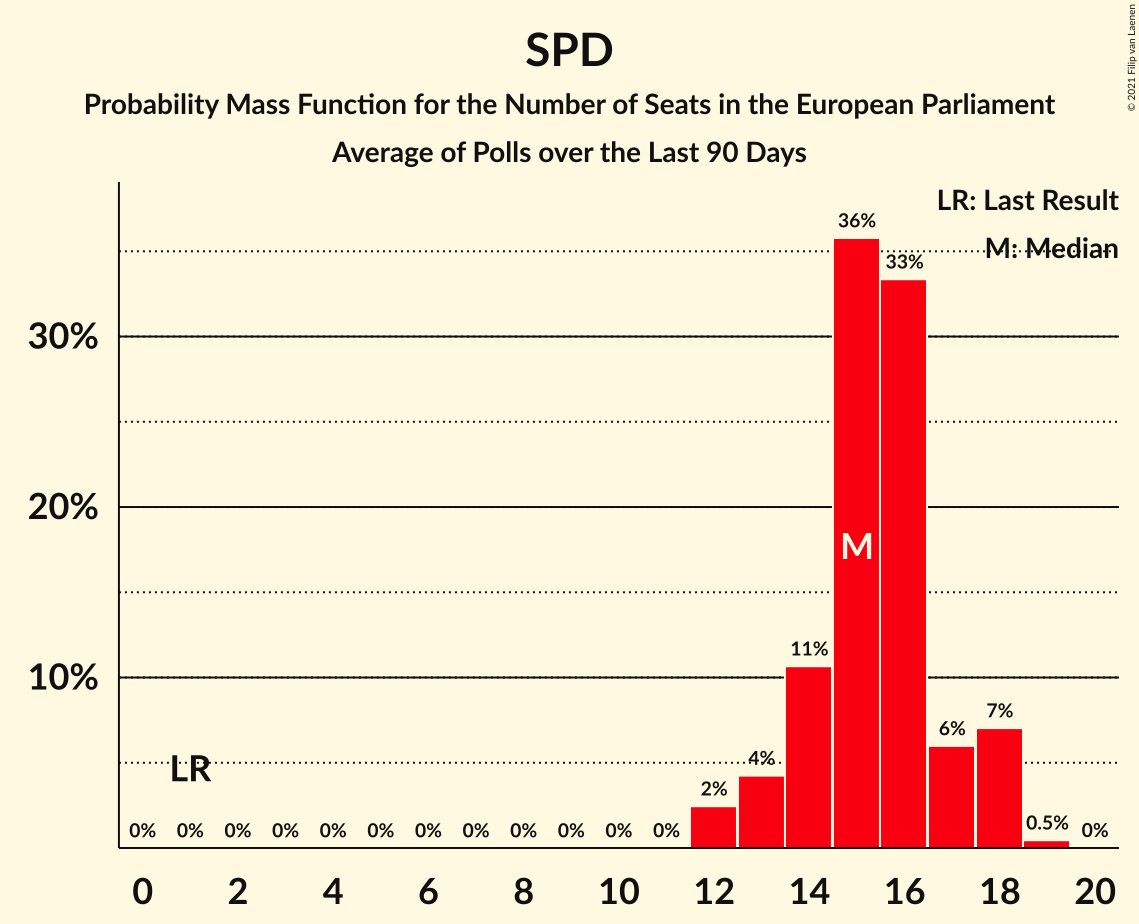 SPD
Probability Mass Function for the Number of Seats in the European Parliament
Average of Polls over the Last 90 Days
© 2021 Filip van Laenen
LR: Last Result
M: Median
36%
33%
30%
20%
M
11%
10%
7%
6%
LR
4%
2%
0% 0% 0% 0% 0% 0% 0% 0% 0% 0% 0% 0% 0.5% 0%
0 2 4 6 8 10 12 14 16 18 20